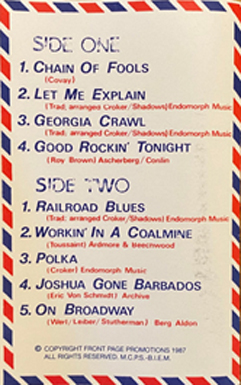 SIDE ONE
1. CHAIN OF FOOLS
(Covay)
2. LET ME EXPLAIN
(Trad; arranged Croker/Shadows) Endomorph Music
3. GEORGIA CRAWL
(Trad; arranged Croker/Shadows) Endomorph Music
4. GOOD ROCKIN' TONIGHT
(Roy Brown) Ascherberg/Conlin
SIDE TWO
1. RAILROAD BLUES
(Trad; arranged Croker/Shadows) Endomorph Music
2. WORKIN' IN A COALMINE
(Toussaint) Ardmore & Beechwood
3. POLKA
(Croker) Endomorph Music
4. JOSHUA GONE BARBADOS
(Eric Von Schmidt) Archive
5. ON BROADWAY
(Werl/Leiber/Stutherman) Berg Aldon
© COPYRIGHT FRONT PAGE PROMOTIONS 1987
ALL RIGHTS RESERVED. M.C.P.S.-B.I.E.M.